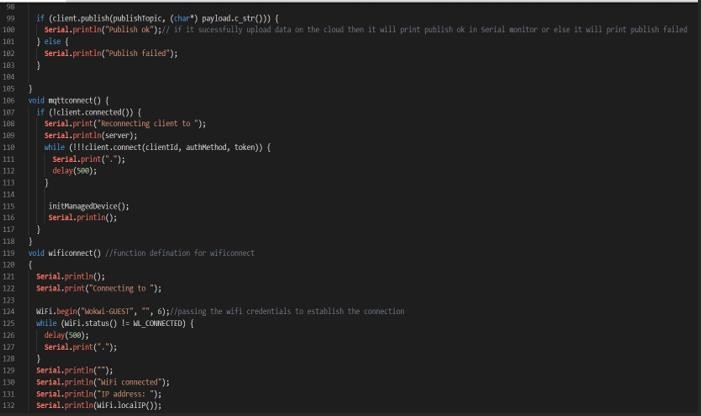 98
99 if (client.publish(publishTopic, (char*) payload.c_str())) {
100 Serial.println("Publish ok");// if it sucessfully upload data on the cloud then it will print publish ok in Serial monitor or else it will print publish failed
101 } else {
102 Serial.println("Publish failed");
103 }
104
105 }
106 void mqttconnect() {
107 if (!client.connected()) {
108 Serial.print("Reconnecting client to ");
109 Serial.println(server);
110 while (!!!client.connect(clientId, authMethod, token)) {
111 Serial.print(".");
112 delay(500);
113 }
114
115 initManagedDevice();
116 Serial.println();
117 }
118 }
119 void wificonnect() //function defination for wificonnect
120 {
121 Serial.println();
122 Serial.print("Connecting to ");
123
124 WiFi.begin("Wokwi-GUEST", "", 6);//passing the wifi credentials to establish the connection
125 while (WiFi.status() != WL_CONNECTED) {
126 delay(500);
127 Serial.print(".");
128 }
129 Serial.println("");
130 Serial.println("WiFi connected");
131 Serial.println("IP address: ");
132 Serial.println(WiFi.localIP());